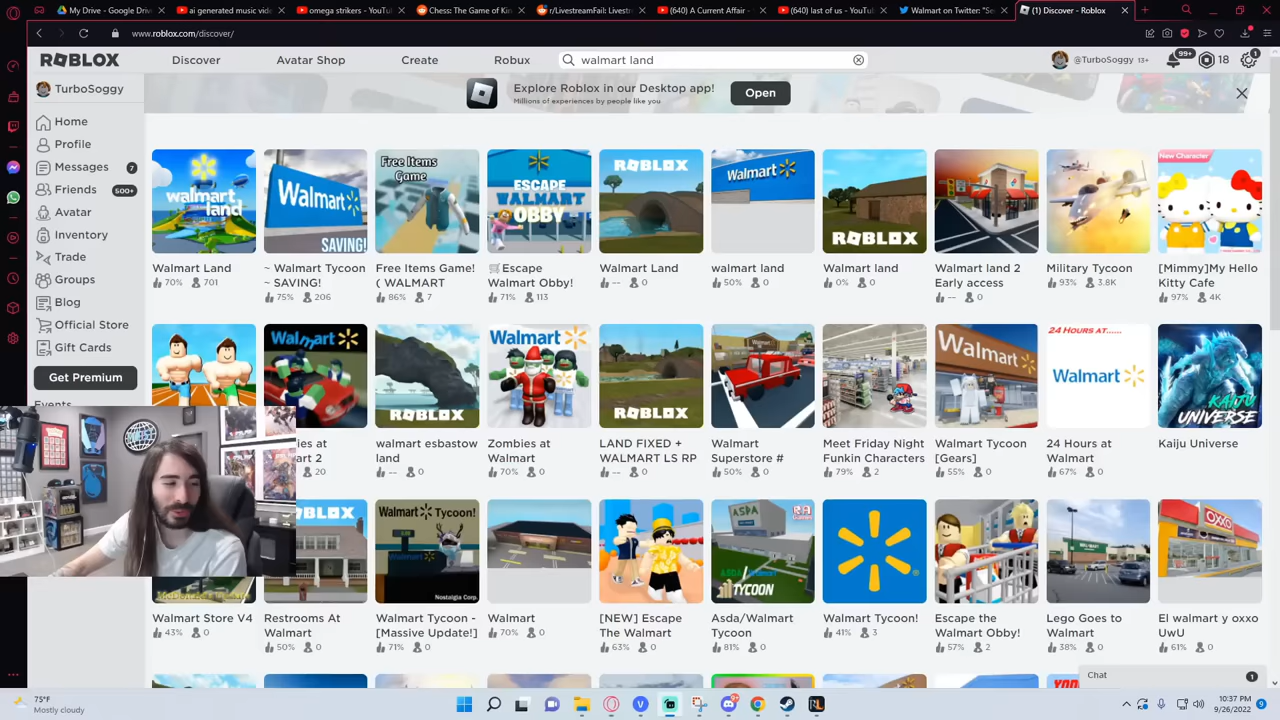 My Drive - Google Drive
ai generated music video
omega strikers - YouTube
Chess: The Game of Kin
r/LivestreamFail: Livestr
(640) A Current Affair -
(640) last of us - YouTube
Walmart on Twitter: "Se
Discover - Roblox
www.roblox.com/discover/
ROBLOX
Discover
Avatar Shop
Create
Robux
walmart land
@TurboSoggy 13+
99+
18
1
TurboSoggy
Explore Roblox in our Desktop app!
Millions of experiences by people like you
Open
Home
Profile
Messages 7
Friends 500+
Avatar
Inventory
Trade
Groups
Blog
Official Store
Gift Cards
Get Premium
Events
walmart land
Walmart
SAVING!
Free Items Game
ESCAPE WALMART OBBY
ROBLOX
Walmart
ROBLOX
New Character
Walmart Land
70% 701
~ Walmart Tycoon
~ SAVING!
75% 206
Free Items Game!
( WALMART
86% 7
Escape
Walmart Obby!
71% 113
Walmart Land
-- 0
walmart land
50% 0
Walmart land
0% 0
Walmart land 2
Early access
-- 0
Military Tycoon
93% 3.8K
[Mimmy]My Hello
Kitty Cafe
97% 4K
Walmart
ROBLOX
Walmart
ROBLOX
Walmart
24 HOURS AT......
Walmart
KAIJU UNIVERSE
ies at
art 2
20
walmart esbastow
land
-- 0
Zombies at
Walmart
70% 0
LAND FIXED +
WALMART LS RP
-- 0
Walmart
Superstore #
50% 0
Meet Friday Night
Funkin Characters
79% 2
Walmart Tycoon
[Gears]
55% 0
24 Hours at
Walmart
67% 0
Kaiju Universe
BLOX
Walmart Tycoon!
Nostalgia Corp.
ASDA
TYCOON
WALMART
OXXO
Walmart Store V4
43% 0
Restrooms At
Walmart
50% 0
Walmart Tycoon -
[Massive Update!]
71% 0
Walmart
70% 0
[NEW] Escape
The Walmart
63% 0
Asda/Walmart
Tycoon
81% 0
Walmart Tycoon!
41% 3
Escape the
Walmart Obby!
57% 2
Lego Goes to
Walmart
38% 0
El walmart y oxxo
UwU
61% 0
Chat 1
75°F
Mostly cloudy
10:37 PM
9/26/2022